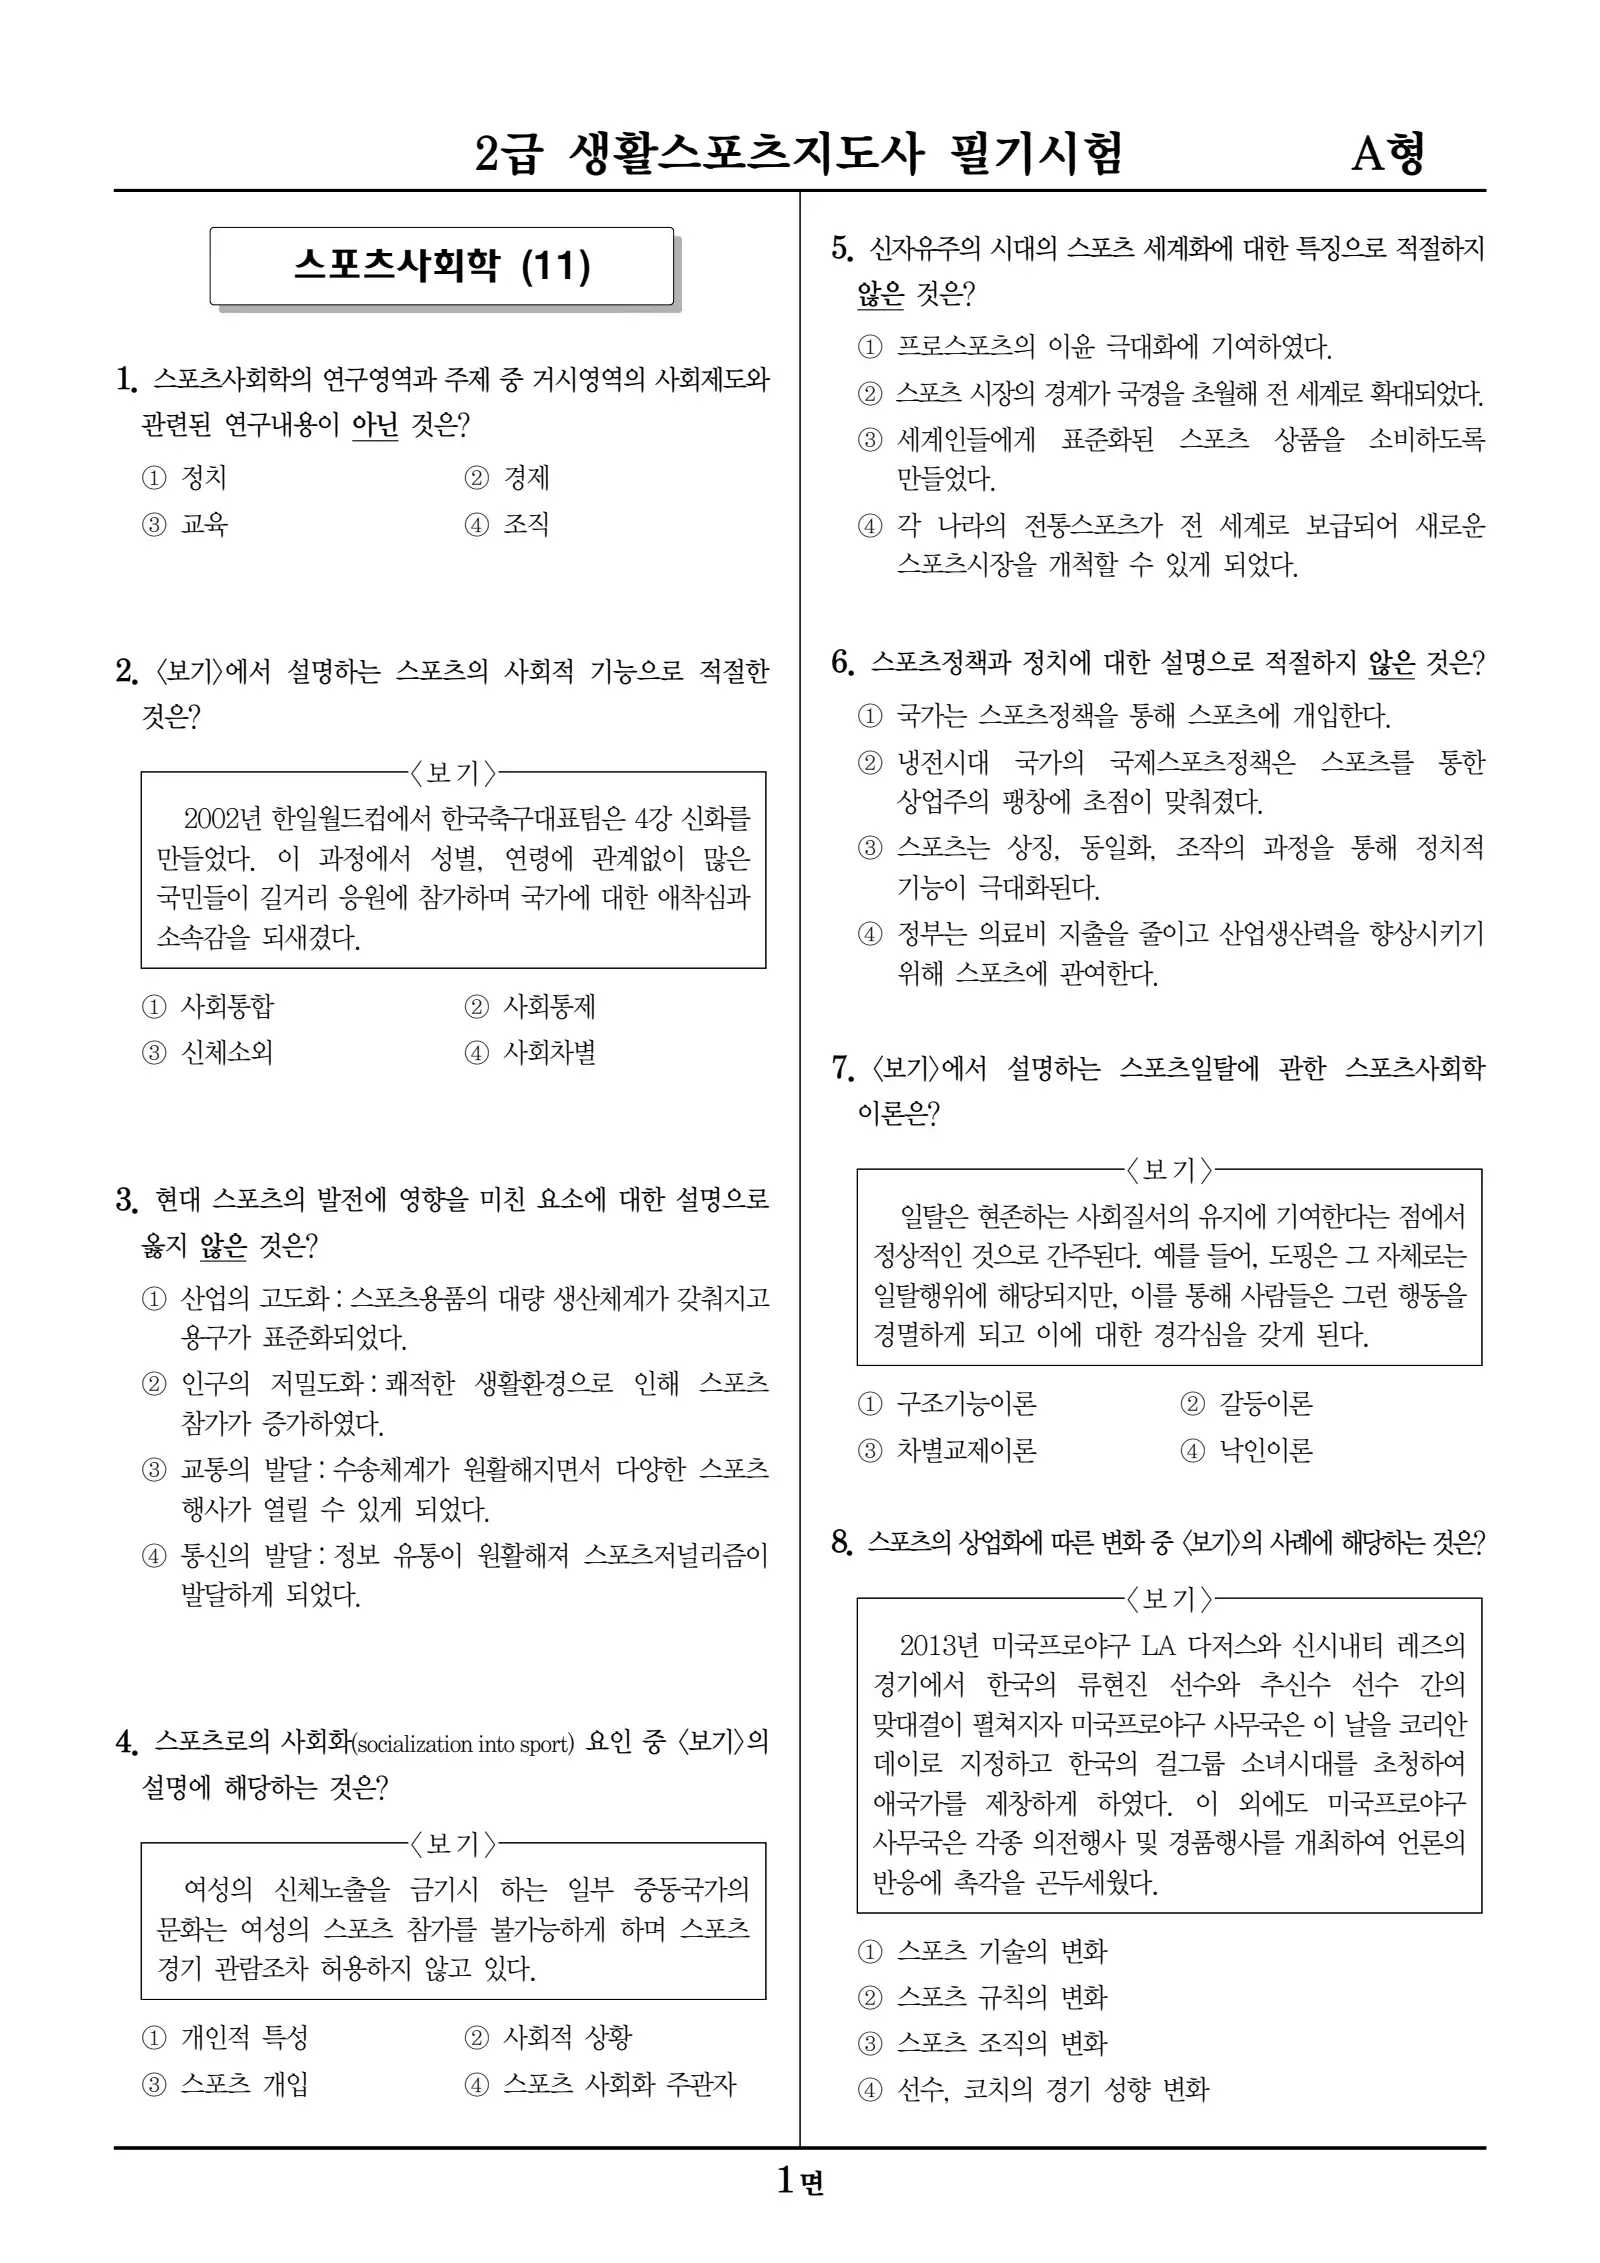 2급 생활스포츠지도사 필기시험 A형
스포츠사회학 (11)
1. 스포츠사회학의 연구영역과 주제 중 거시영역의 사회제도와
관련된 연구내용이 아닌 것은?
① 정치 ② 경제
③ 교육 ④ 조직
2. 〈보기〉에서 설명하는 스포츠의 사회적 기능으로 적절한
것은?
〈보 기〉
2002년 한일월드컵에서 한국축구대표팀은 4강 신화를
만들었다. 이 과정에서 성별, 연령에 관계없이 많은
국민들이 길거리 응원에 참가하며 국가에 대한 애착심과
소속감을 되새겼다.
① 사회통합 ② 사회통제
③ 신체소외 ④ 사회차별
3. 현대 스포츠의 발전에 영향을 미친 요소에 대한 설명으로
옳지 않은 것은?
① 산업의 고도화 : 스포츠용품의 대량 생산체계가 갖춰지고
용구가 표준화되었다.
② 인구의 저밀도화 : 쾌적한 생활환경으로 인해 스포츠
참가가 증가하였다.
③ 교통의 발달 : 수송체계가 원활해지면서 다양한 스포츠
행사가 열릴 수 있게 되었다.
④ 통신의 발달 : 정보 유통이 원활해져 스포츠저널리즘이
발달하게 되었다.
4. 스포츠로의 사회화(socialization into sport) 요인 중 〈보기〉의
설명에 해당하는 것은?
〈보 기〉
여성의 신체노출을 금기시 하는 일부 중동국가의
문화는 여성의 스포츠 참가를 불가능하게 하며 스포츠
경기 관람조차 허용하지 않고 있다.
① 개인적 특성 ② 사회적 상황
③ 스포츠 개입 ④ 스포츠 사회화 주관자
5. 신자유주의 시대의 스포츠 세계화에 대한 특징으로 적절하지
않은 것은?
① 프로스포츠의 이윤 극대화에 기여하였다.
② 스포츠 시장의 경계가 국경을 초월해 전 세계로 확대되었다.
③ 세계인들에게 표준화된 스포츠 상품을 소비하도록
만들었다.
④ 각 나라의 전통스포츠가 전 세계로 보급되어 새로운
스포츠시장을 개척할 수 있게 되었다.
6. 스포츠정책과 정치에 대한 설명으로 적절하지 않은 것은?
① 국가는 스포츠정책을 통해 스포츠에 개입한다.
② 냉전시대 국가의 국제스포츠정책은 스포츠를 통한
상업주의 팽창에 초점이 맞춰졌다.
③ 스포츠는 상징, 동일화, 조작의 과정을 통해 정치적
기능이 극대화된다.
④ 정부는 의료비 지출을 줄이고 산업생산력을 향상시키기
위해 스포츠에 관여한다.
7. 〈보기〉에서 설명하는 스포츠일탈에 관한 스포츠사회학
이론은?
〈보 기〉
일탈은 현존하는 사회질서의 유지에 기여한다는 점에서
정상적인 것으로 간주된다. 예를 들어, 도핑은 그 자체로는
일탈행위에 해당되지만, 이를 통해 사람들은 그런 행동을
경멸하게 되고 이에 대한 경각심을 갖게 된다.
① 구조기능이론 ② 갈등이론
③ 차별교제이론 ④ 낙인이론
8. 스포츠의 상업화에 따른 변화 중 〈보기〉의 사례에 해당하는 것은?
〈보 기〉
2013년 미국프로야구 LA 다저스와 신시내티 레즈의
경기에서 한국의 류현진 선수와 추신수 선수 간의
맞대결이 펼쳐지자 미국프로야구 사무국은 이 날을 코리안
데이로 지정하고 한국의 걸그룹 소녀시대를 초청하여
애국가를 제창하게 하였다. 이 외에도 미국프로야구
사무국은 각종 의전행사 및 경품행사를 개최하여 언론의
반응에 촉각을 곤두세웠다.
① 스포츠 기술의 변화
② 스포츠 규칙의 변화
③ 스포츠 조직의 변화
④ 선수, 코치의 경기 성향 변화
1 면